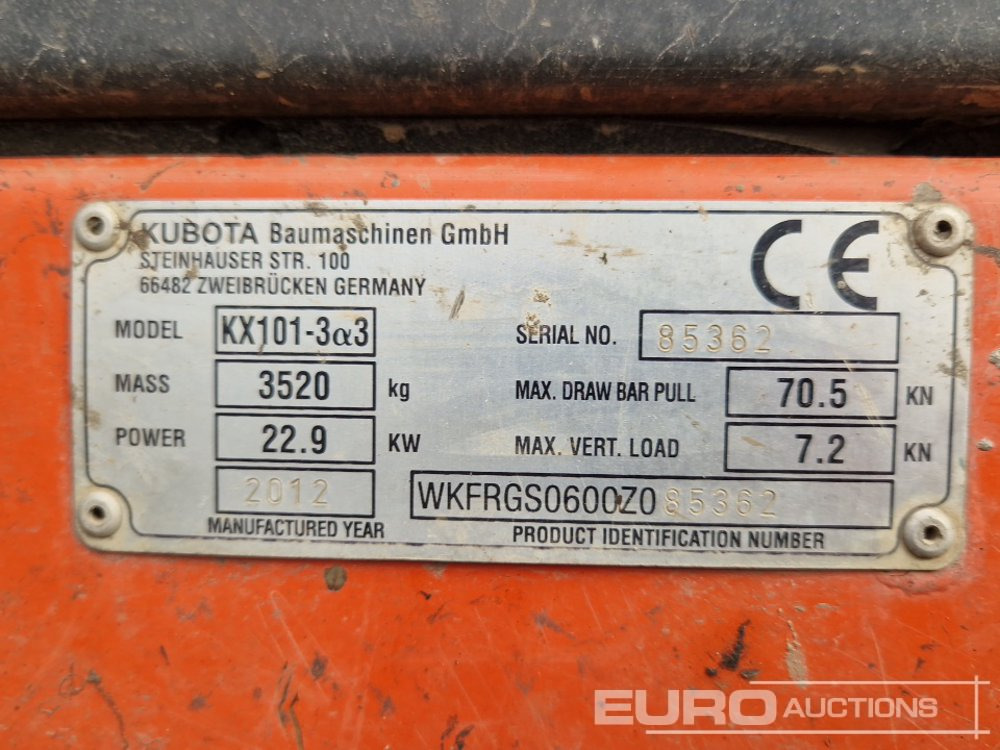 KUBOTA Baumaschinen GmbH
STEINHAUSER STR. 100
66482 ZWEIBRÜCKEN GERMANY
CE
MODEL KX101-3α3
SERIAL NO. 85362
MASS 3520 kg
MAX. DRAW BAR PULL 70.5 KN
POWER 22.9 KW
MAX. VERT. LOAD 7.2 KN
2012
MANUFACTURED YEAR
WKFRGS0600Z085362
PRODUCT IDENTIFICATION NUMBER
EURO AUCTIONS